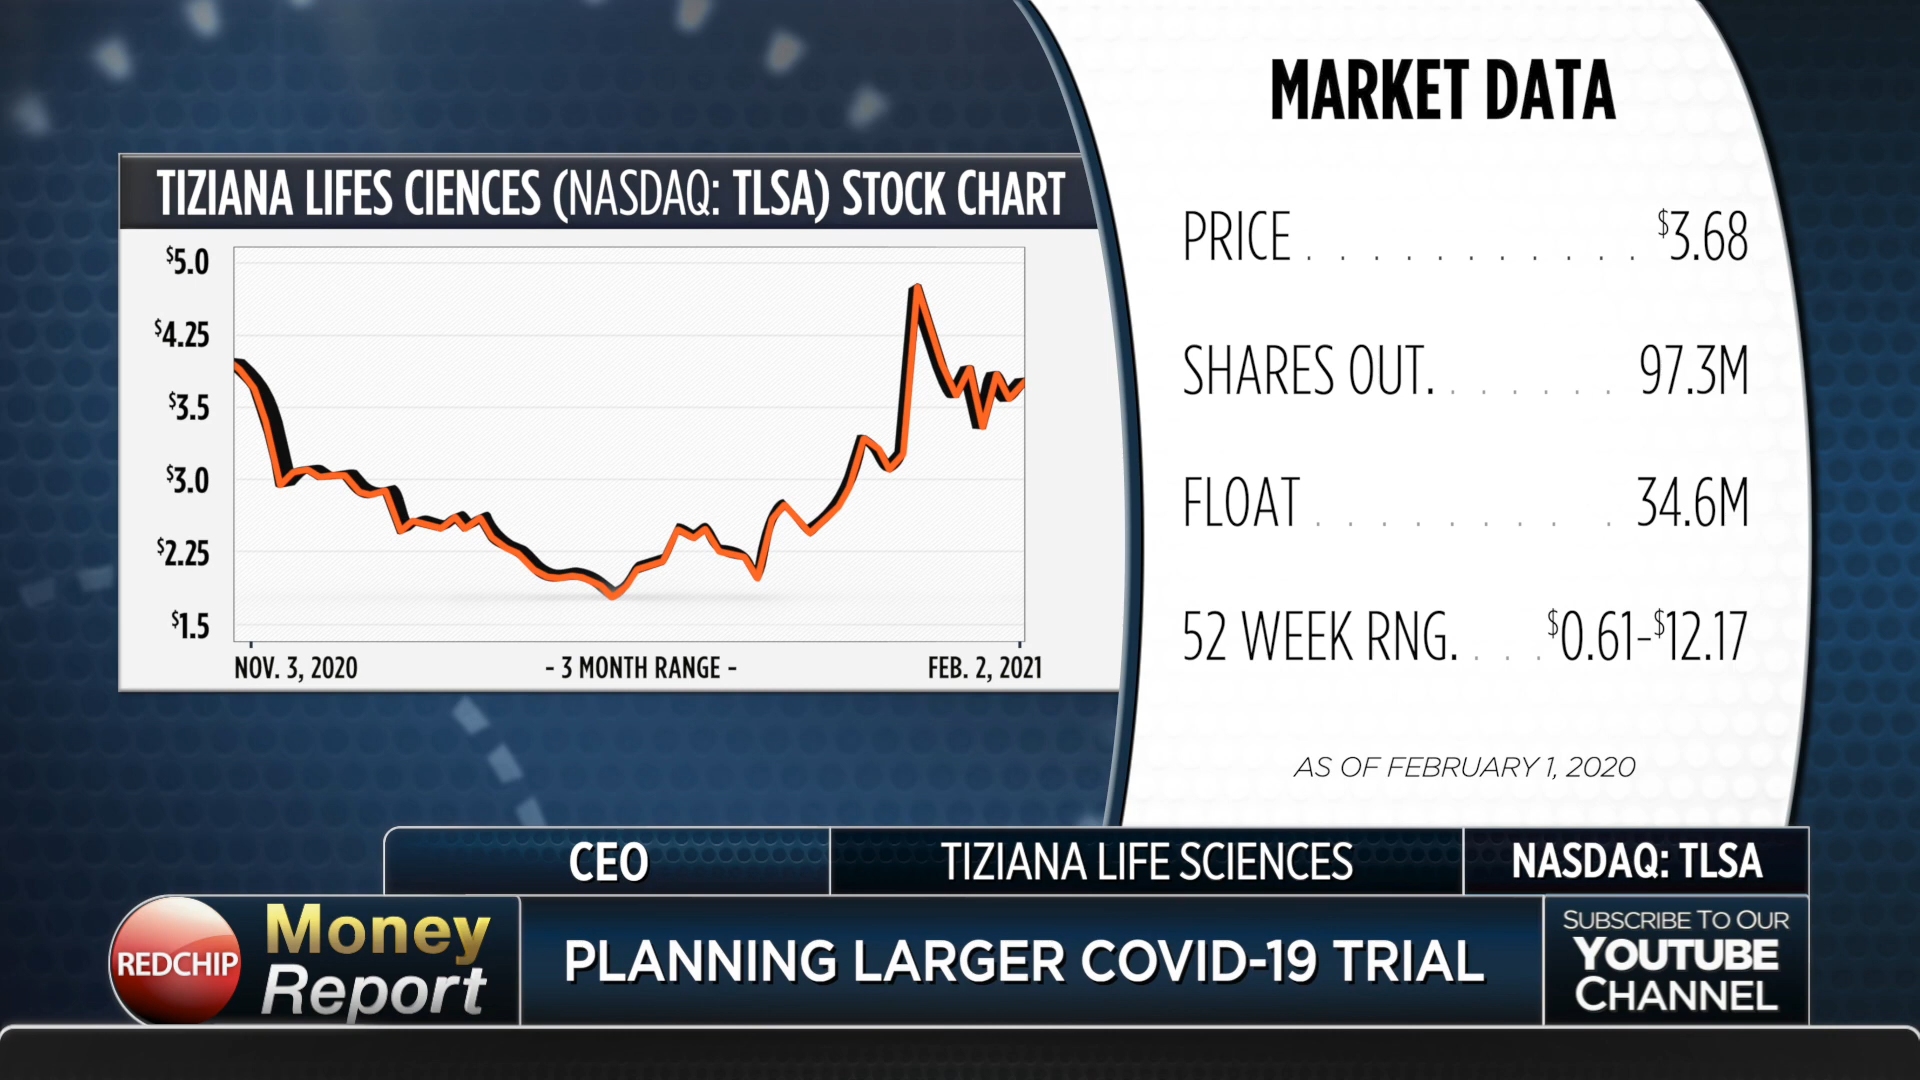 MARKET DATA
TIZIANA LIFES CIENCES (NASDAQ: TLSA) STOCK CHART
$5.0
$4.25
$3.5
$3.0
$2.25
$1.5
NOV. 3, 2020 - 3 MONTH RANGE - FEB. 2, 2021
PRICE . . . . . . . . . . . $3.68
SHARES OUT. . . . . . . 97.3M
FLOAT . . . . . . . . . 34.6M
52 WEEK RNG. . . . $0.61-$12.17
AS OF FEBRUARY 1, 2020
CEO TIZIANA LIFE SCIENCES NASDAQ: TLSA
REDCHIP
Money
Report
PLANNING LARGER COVID-19 TRIAL
SUBSCRIBE TO OUR
YOUTUBE
CHANNEL